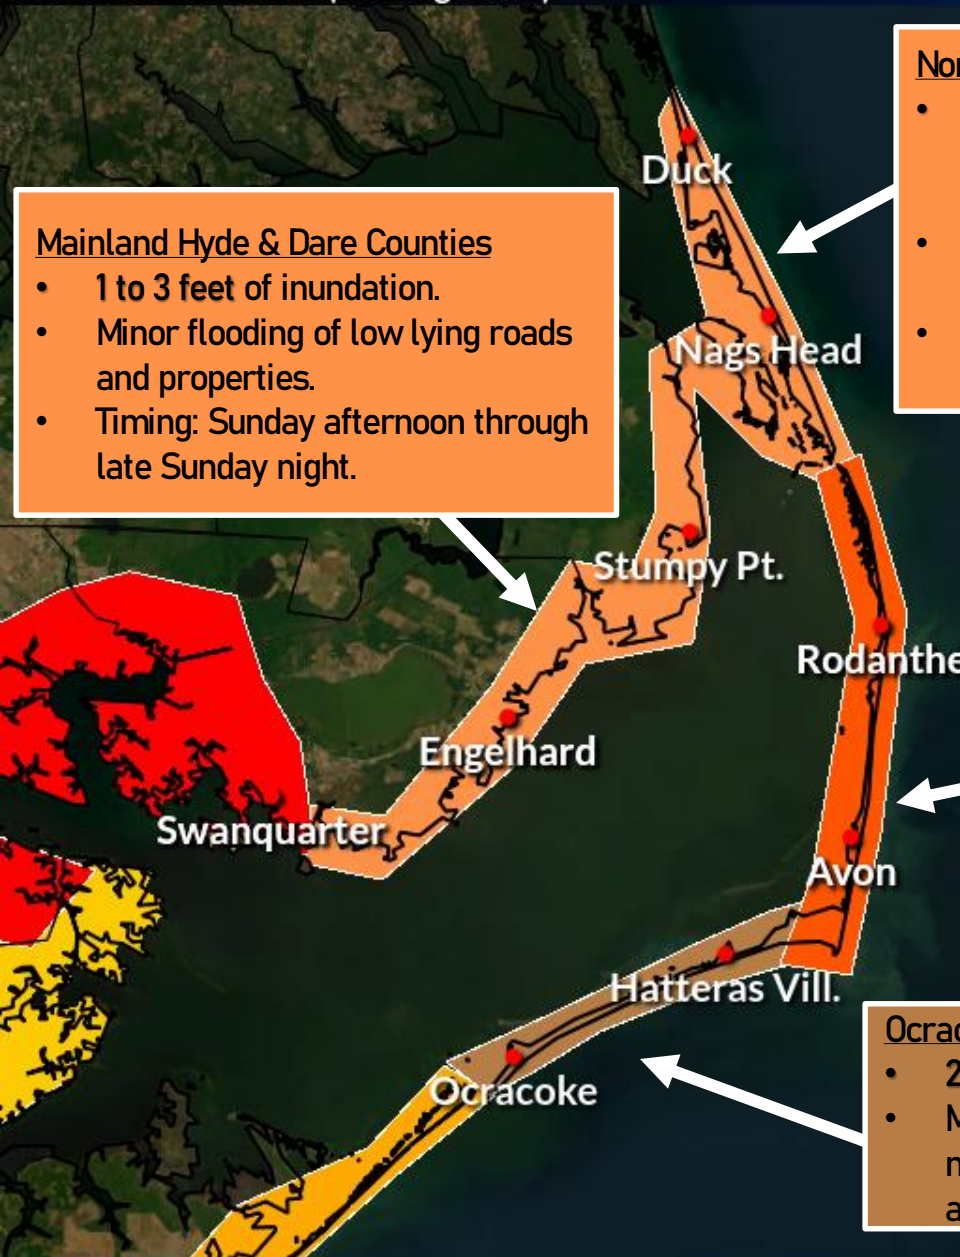 Duck
Mainland Hyde & Dare Counties
• 1 to 3 feet of inundation.
• Minor flooding of low lying roads
and properties.
• Timing: Sunday afternoon through
late Sunday night.
•
•
•
Nags Head
Stumpy Pt.
Rodanthe
Engelhard
Swanquarter
Avon
Hatteras Vill.
Ocracoke
• 2
•